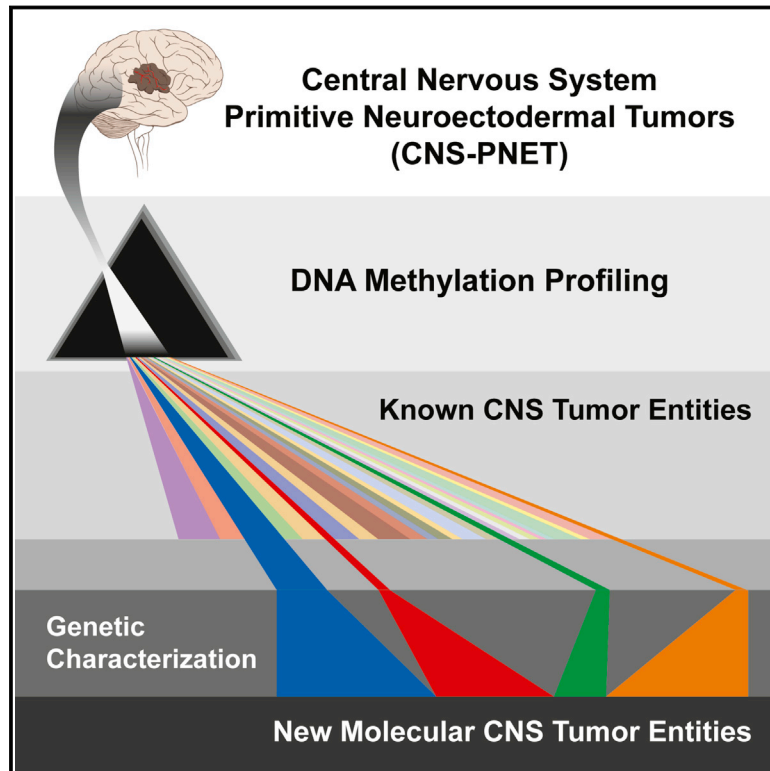 Central Nervous System
Primitive Neuroectodermal Tumors
(CNS-PNET)
DNA Methylation Profiling
Known CNS Tumor Entities
Genetic
Characterization
New Molecular CNS Tumor Entities